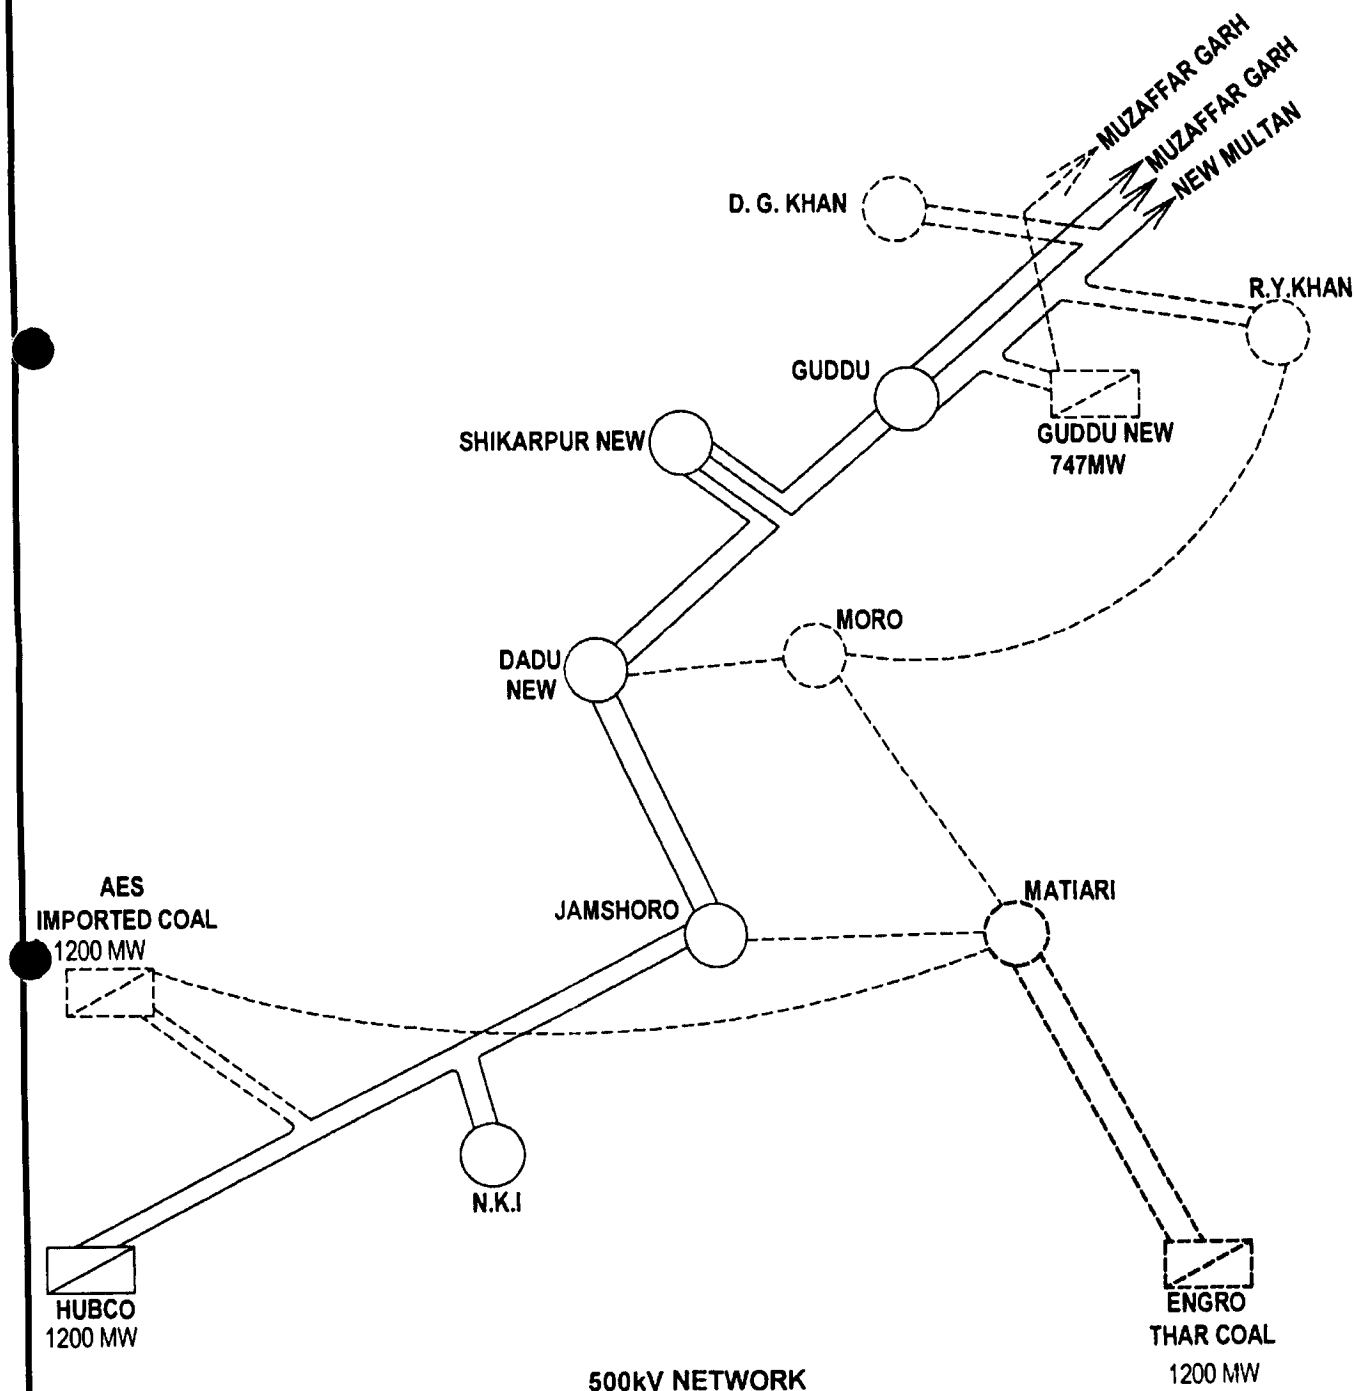 MUZAFFAR GARH
MUZAFFAR GARH
NEW MULTAN
D. G. KHAN
R.Y.KHAN
GUDDU
GUDDU NEW
747MW
SHIKARPUR NEW
MORO
DADU
NEW
AES
IMPORTED COAL
1200 MW
JAMSHORO
MATIARI
N.K.I
HUBCO
1200 MW
ENGRO
THAR COAL
1200 MW
500kV NETWORK